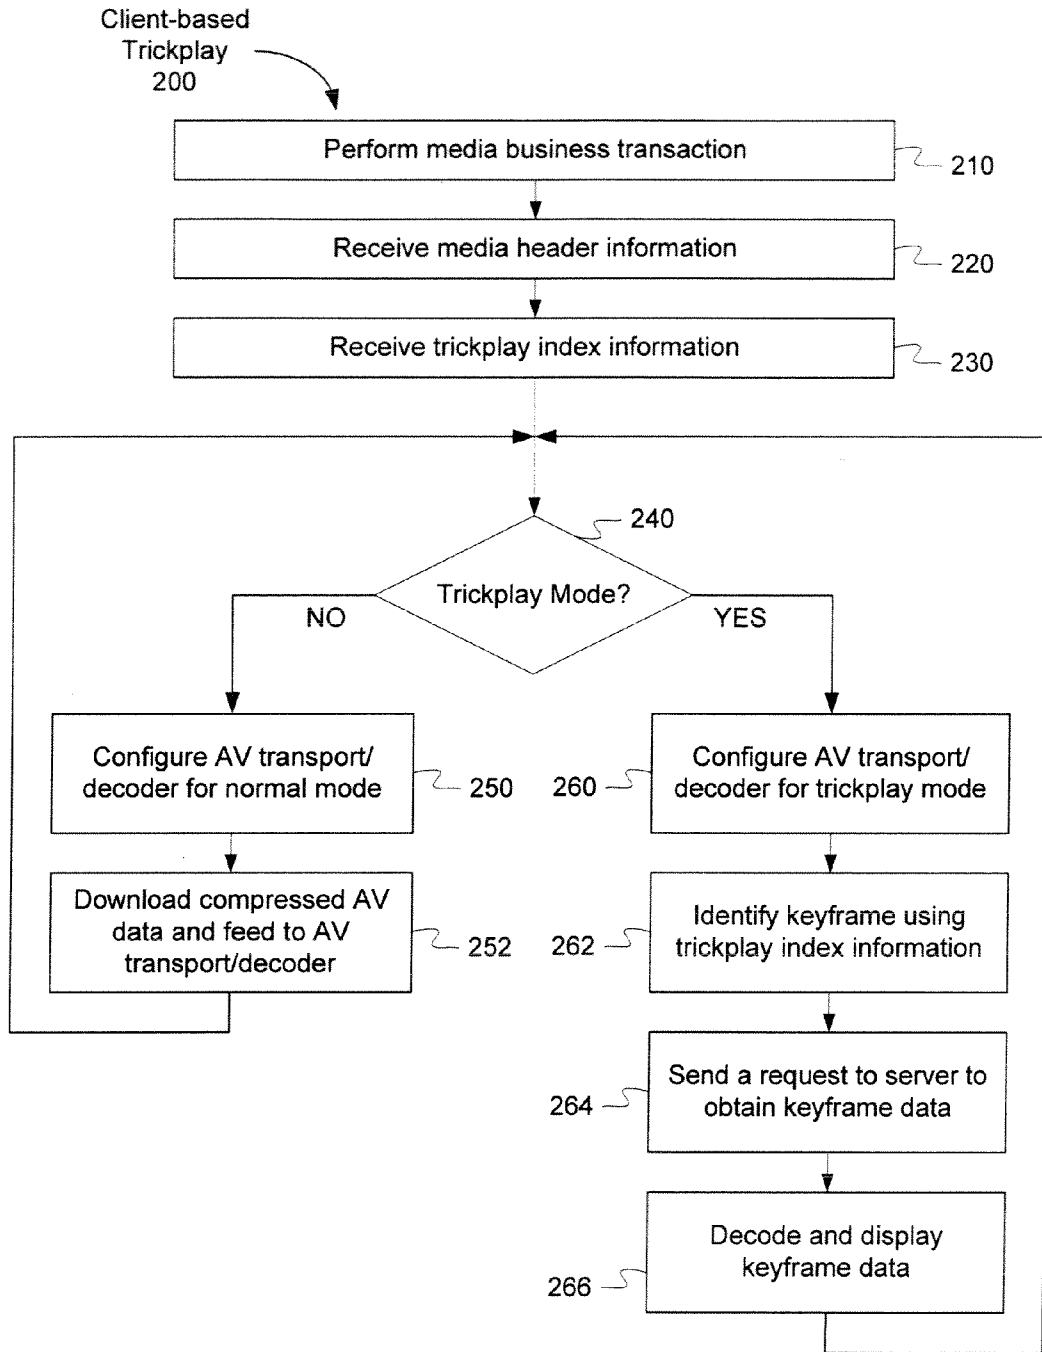 Client-based
Trickplay
200
Perform media business transaction
210
Receive media header information
220
Receive trickplay index information
230
240
Trickplay Mode?
NO
YES
Configure AV transport/
decoder for normal mode
250
260
Configure AV transport/
decoder for trickplay mode
Download compressed AV
data and feed to AV
transport/decoder
252
262
Identify keyframe using
trickplay index information
264
Send a request to server to
obtain keyframe data
266
Decode and display
keyframe data